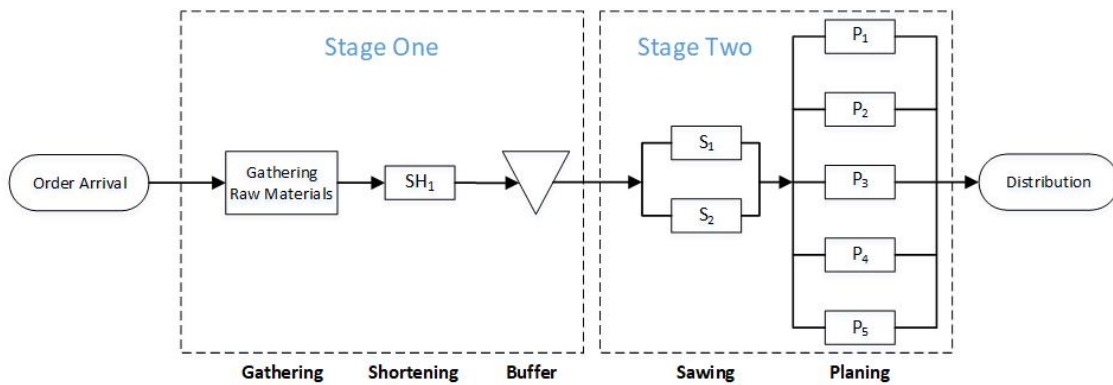 Stage One
Stage Two
Order Arrival
Gathering
Raw Materials
SH₁
S₁
S₂
P₁
P₂
P₃
P₄
P₅
Distribution
Gathering
Shortening
Buffer
Sawing
Planing